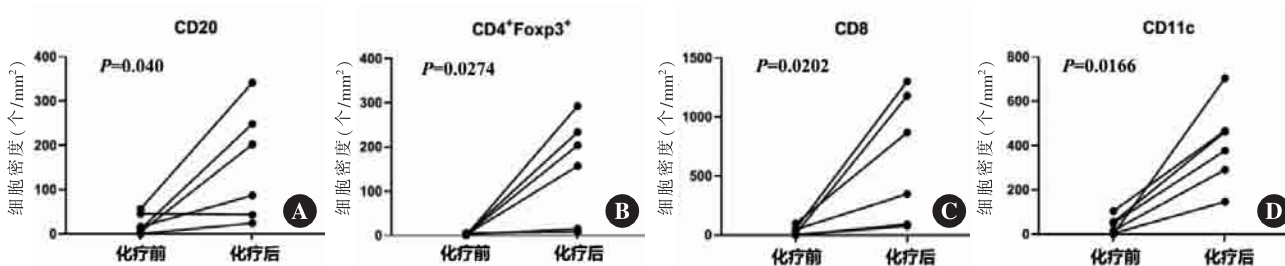 CD20
细胞密度(个/mm²)
400
300
200
100
0
P=0.040
化疗前
化疗后
A
CD4⁺Foxp3⁺
细胞密度(个/mm²)
400
300
200
100
0
P=0.0274
化疗前
化疗后
B
CD8
细胞密度(个/mm²)
1500
1000
500
0
P=0.0202
化疗前
化疗后
C
CD11c
细胞密度(个/mm²)
800
600
400
200
0
P=0.0166
化疗前
化疗后
D